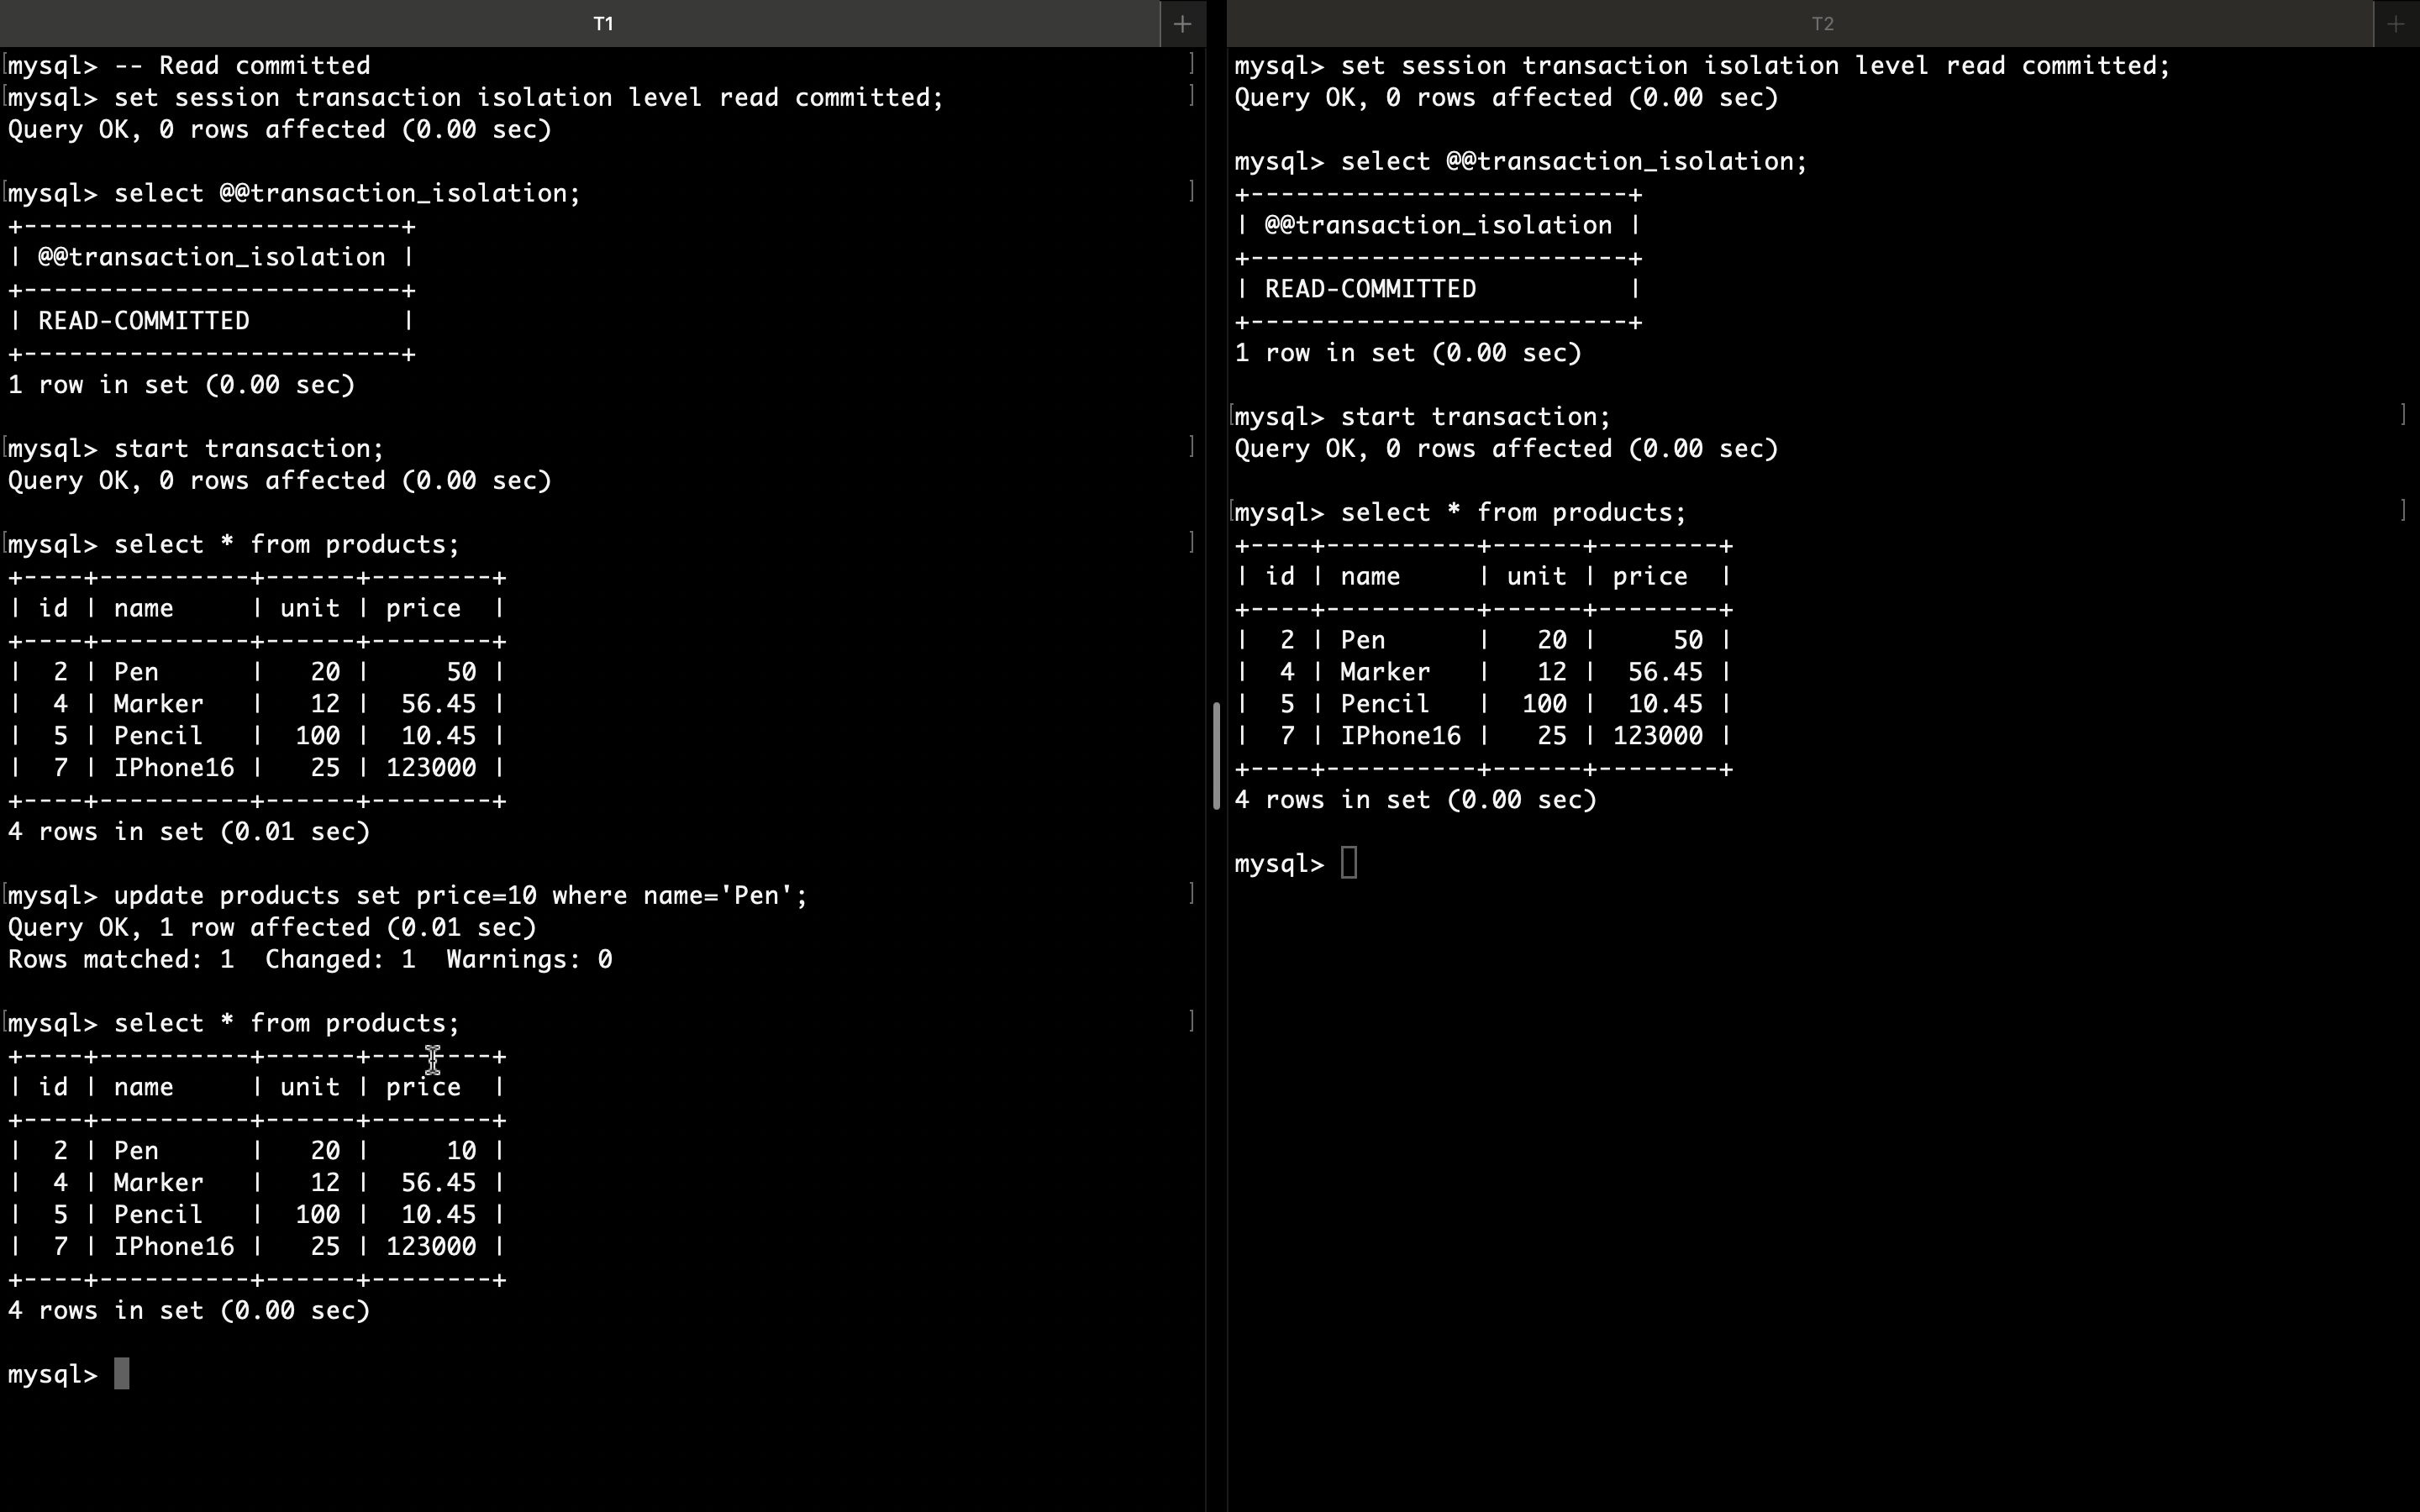 T1
mysql> -- Read committed
mysql> set session transaction isolation level read committed;
Query OK, 0 rows affected (0.00 sec)
mysql> select @@transaction_isolation;
+-------------------------+
| @@transaction_isolation |
+-------------------------+
| READ-COMMITTED          |
+-------------------------+
1 row in set (0.00 sec)
mysql> start transaction;
Query OK, 0 rows affected (0.00 sec)
mysql> select * from products;
+----+----------+------+--------+
| id | name     | unit | price  |
+----+----------+------+--------+
|  2 | Pen      |   20 |     50 |
|  4 | Marker   |   12 |  56.45 |
|  5 | Pencil   |  100 |  10.45 |
|  7 | IPhone16 |   25 | 123000 |
+----+----------+------+--------+
4 rows in set (0.01 sec)
mysql> update products set price=10 where name='Pen';
Query OK, 1 row affected (0.01 sec)
Rows matched: 1  Changed: 1  Warnings: 0
mysql> select * from products;
+----+----------+------+--------+
| id | name     | unit | price  |
+----+----------+------+--------+
|  2 | Pen      |   20 |     10 |
|  4 | Marker   |   12 |  56.45 |
|  5 | Pencil   |  100 |  10.45 |
|  7 | IPhone16 |   25 | 123000 |
+----+----------+------+--------+
4 rows in set (0.00 sec)
mysql>
T2
mysql> set session transaction isolation level read committed;
Query OK, 0 rows affected (0.00 sec)
mysql> select @@transaction_isolation;
+-------------------------+
| @@transaction_isolation |
+-------------------------+
| READ-COMMITTED          |
+-------------------------+
1 row in set (0.00 sec)
mysql> start transaction;
Query OK, 0 rows affected (0.00 sec)
mysql> select * from products;
+----+----------+------+--------+
| id | name     | unit | price  |
+----+----------+------+--------+
|  2 | Pen      |   20 |     50 |
|  4 | Marker   |   12 |  56.45 |
|  5 | Pencil   |  100 |  10.45 |
|  7 | IPhone16 |   25 | 123000 |
+----+----------+------+--------+
4 rows in set (0.00 sec)
mysql>